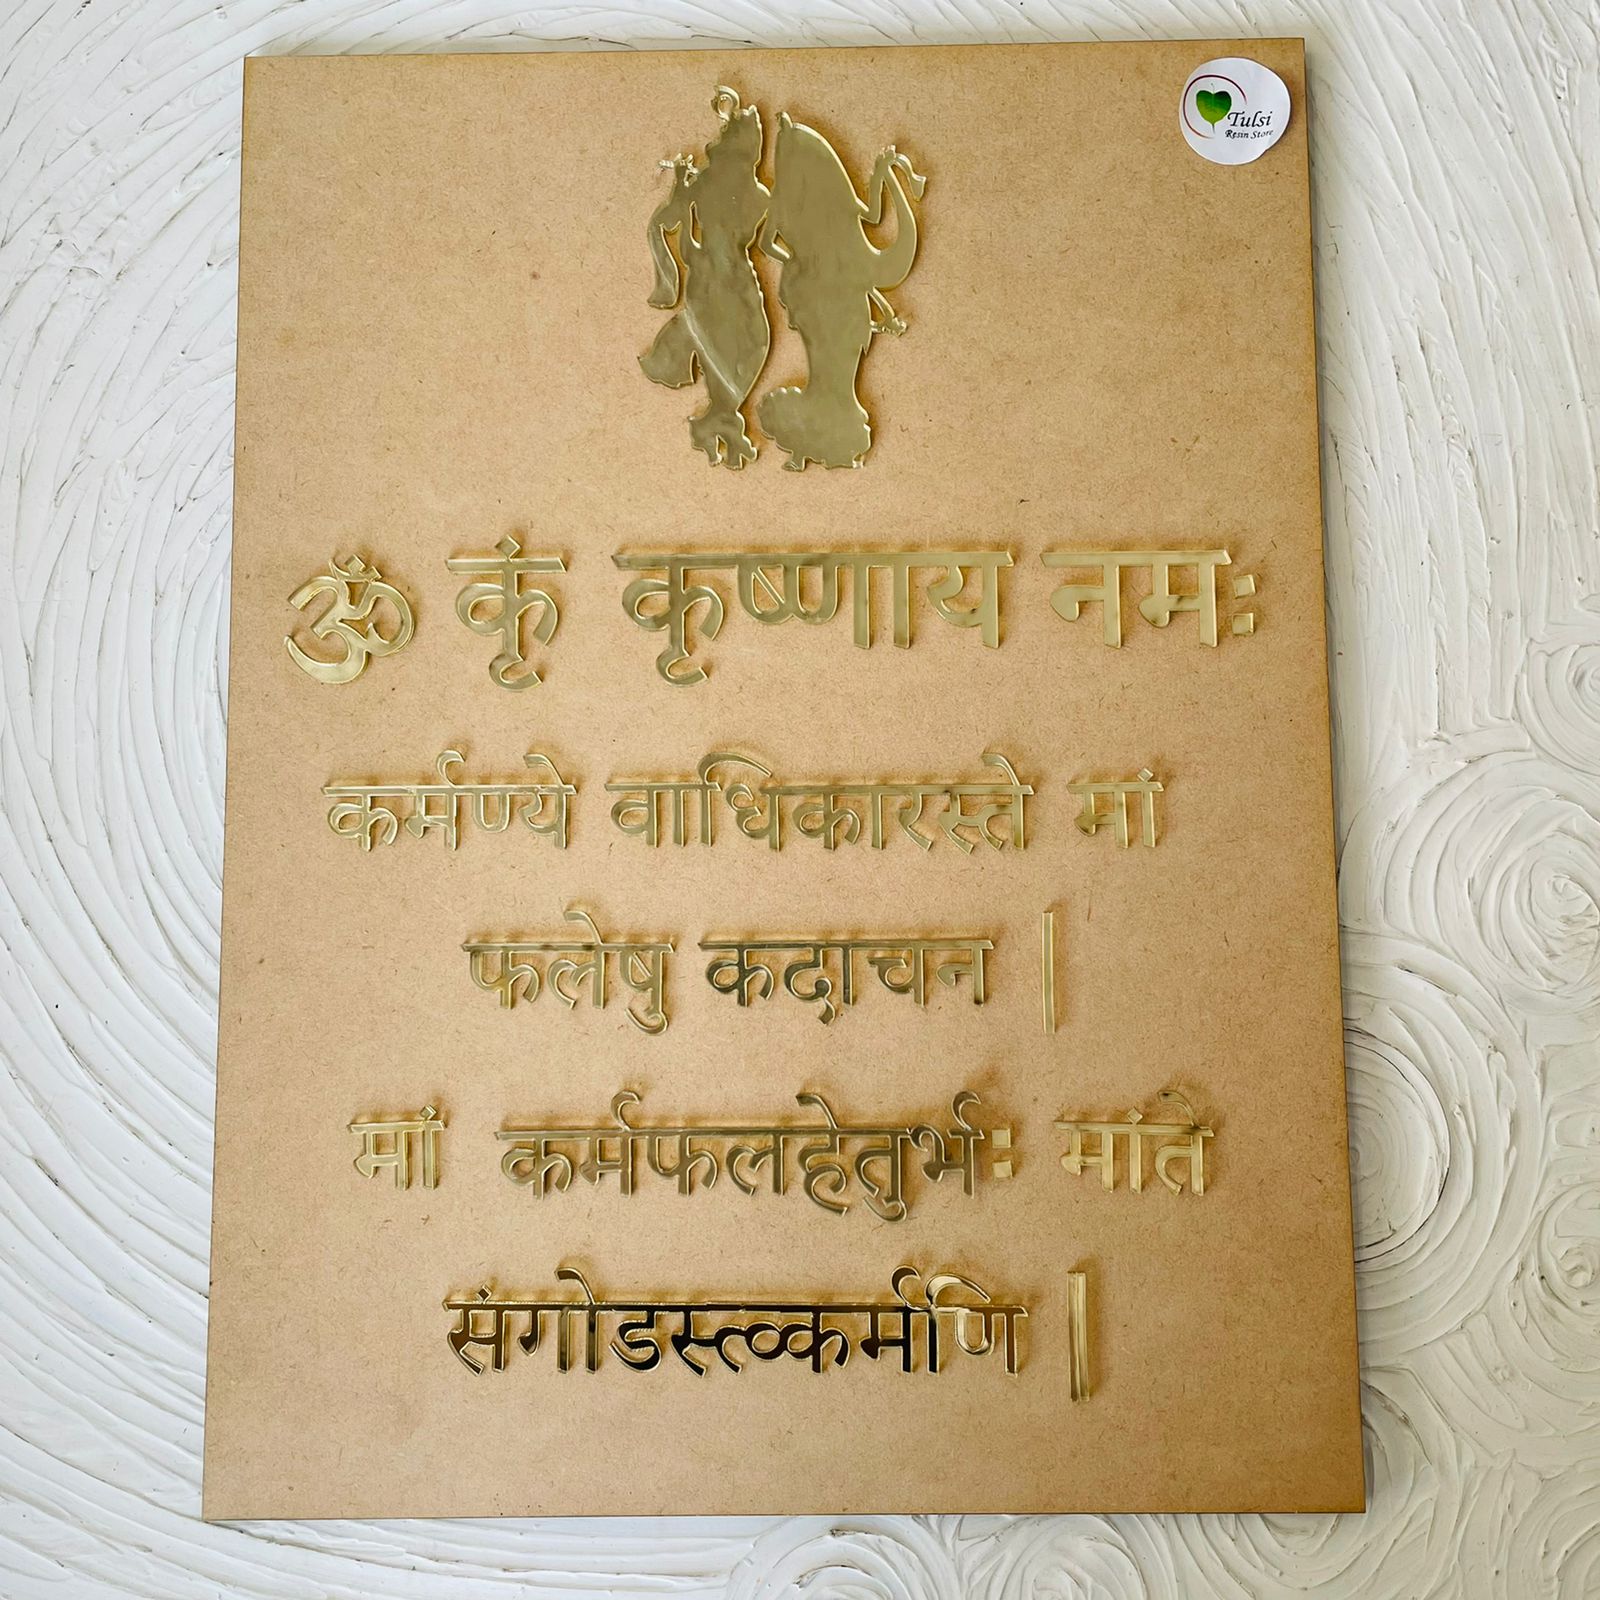 Tulsi
Resin Store
ॐ कृं कृष्णाय नमः
कर्मण्ये वाधिकारस्ते मां
फलेषु कदाचन |
मां कर्मफलहेतुर्भः मांते
संगोडस्त्वकर्मणि |